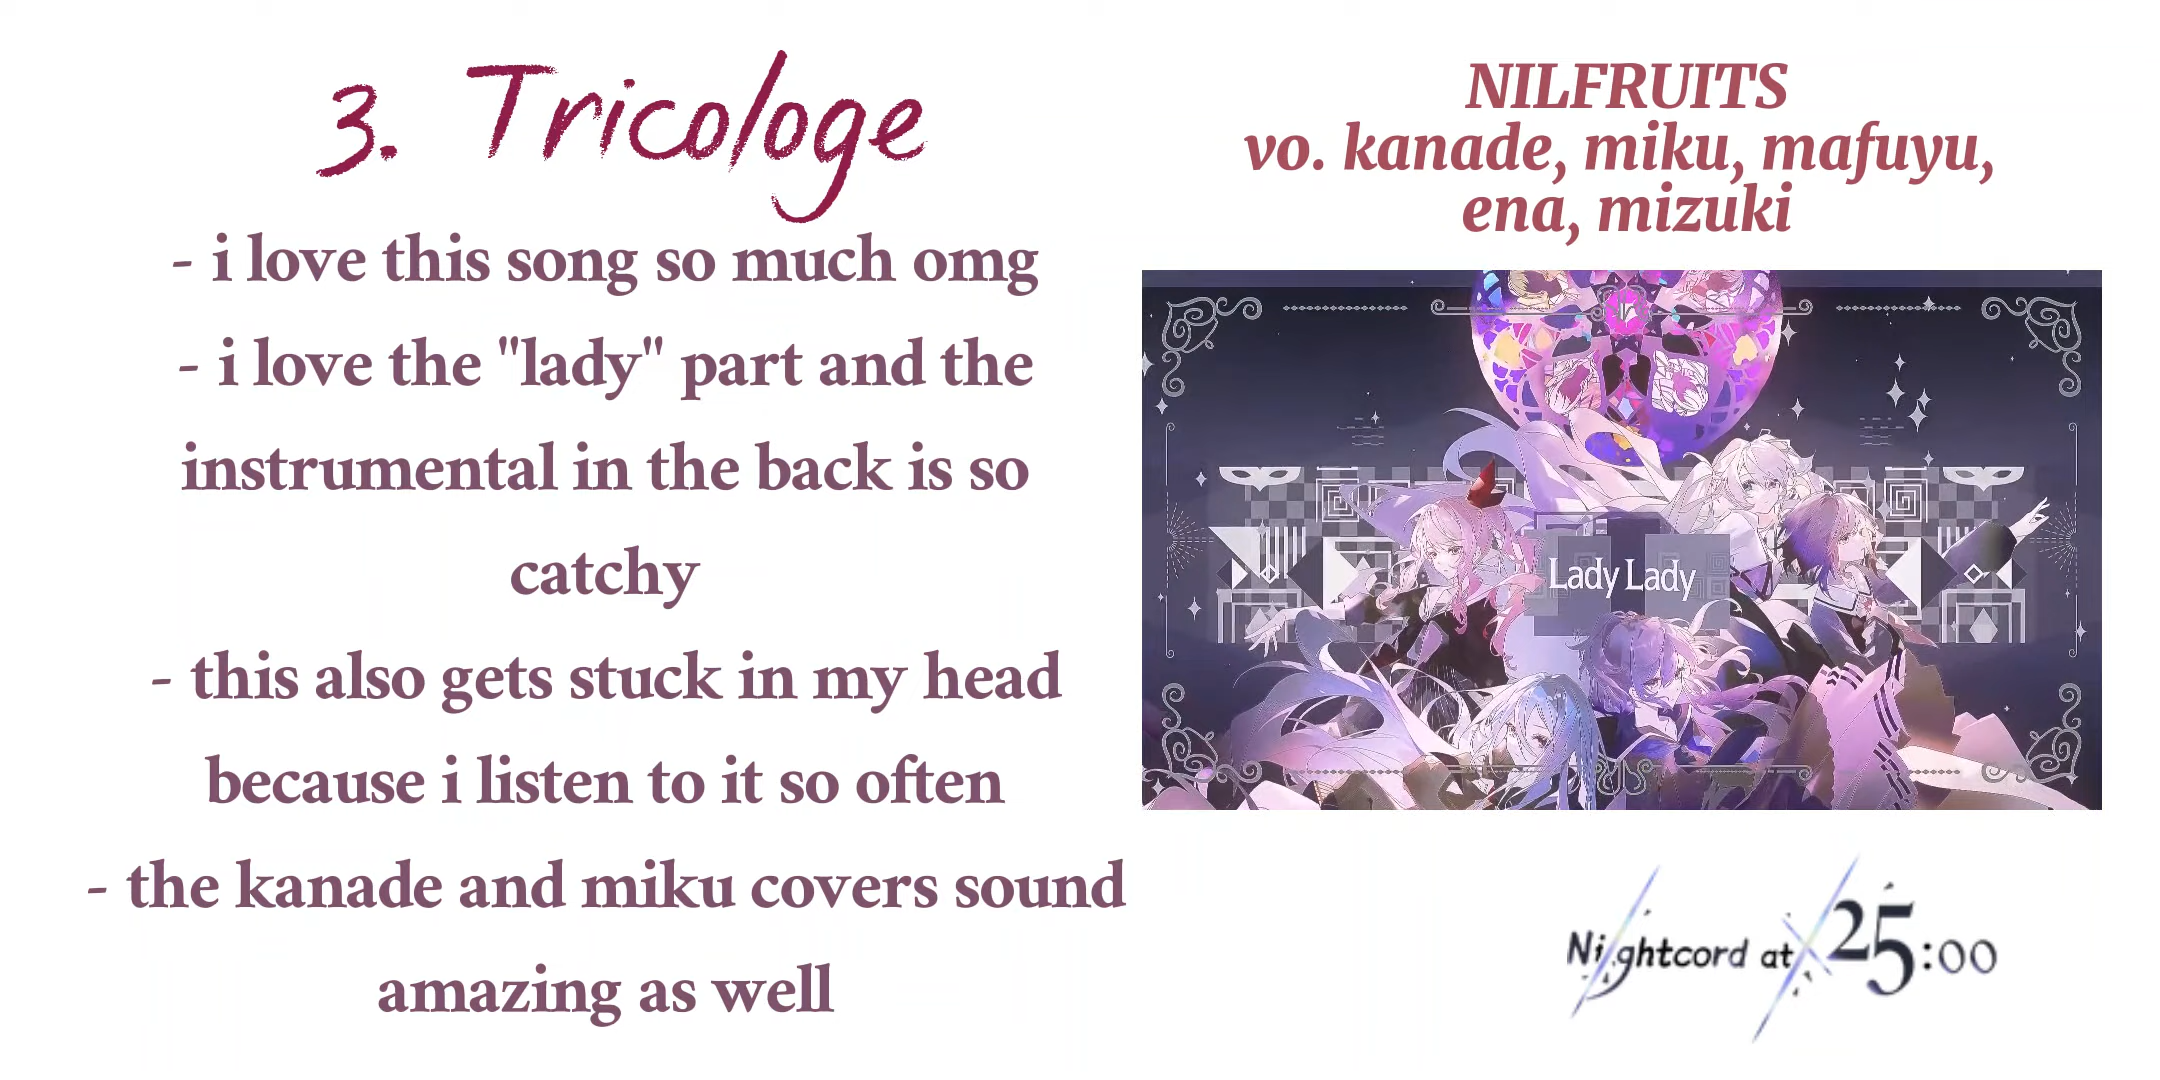 3. Tricologe
- i love this song so much omg
- i love the "lady" part and the
instrumental in the back is so
catchy
- this also gets stuck in my head
because i listen to it so often
- the kanade and miku covers sound
amazing as well
NILFRUITS
vo. kanade, miku, mafuyu,
ena, mizuki
Lady Lady
Nightcord at 25:00